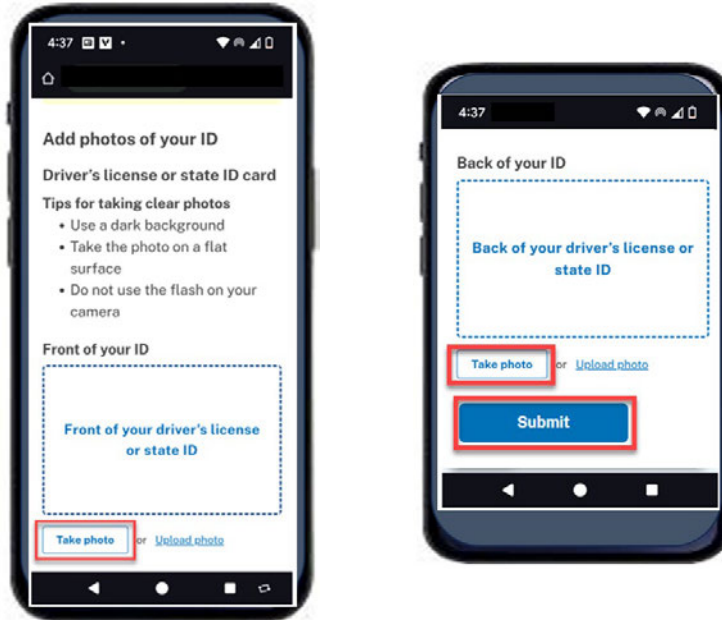 4:37
Add photos of your ID
Driver's license or state ID card
Tips for taking clear photos
• Use a dark background
• Take the photo on a flat
surface
• Do not use the flash on your
camera
Front of your ID
Front of your driver's license
or state ID
Take photo or Upload photo
4:37
Back of your ID
Back of your driver's license or
state ID
Take photo or Upload photo
Submit